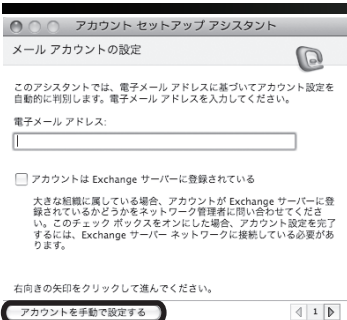 アカウント セットアップ アシスタント
メール アカウントの設定
このアシスタントでは、電子メール アドレスに基づいてアカウント設定を
自動的に判別します。電子メール アドレスを入力してください。
電子メール アドレス:
アカウントは Exchange サーバーに登録されている
大きな組織に属している場合、アカウントが Exchange サーバーに登
録されているかどうかをネットワーク管理者に問い合わせてくださ
い。このチェック ボックスをオンにした場合、アカウント設定を完了
するには、Exchange サーバー ネットワークに接続している必要があ
ります。
右向きの矢印をクリックして進んでください。
アカウントを手動で設定する
1